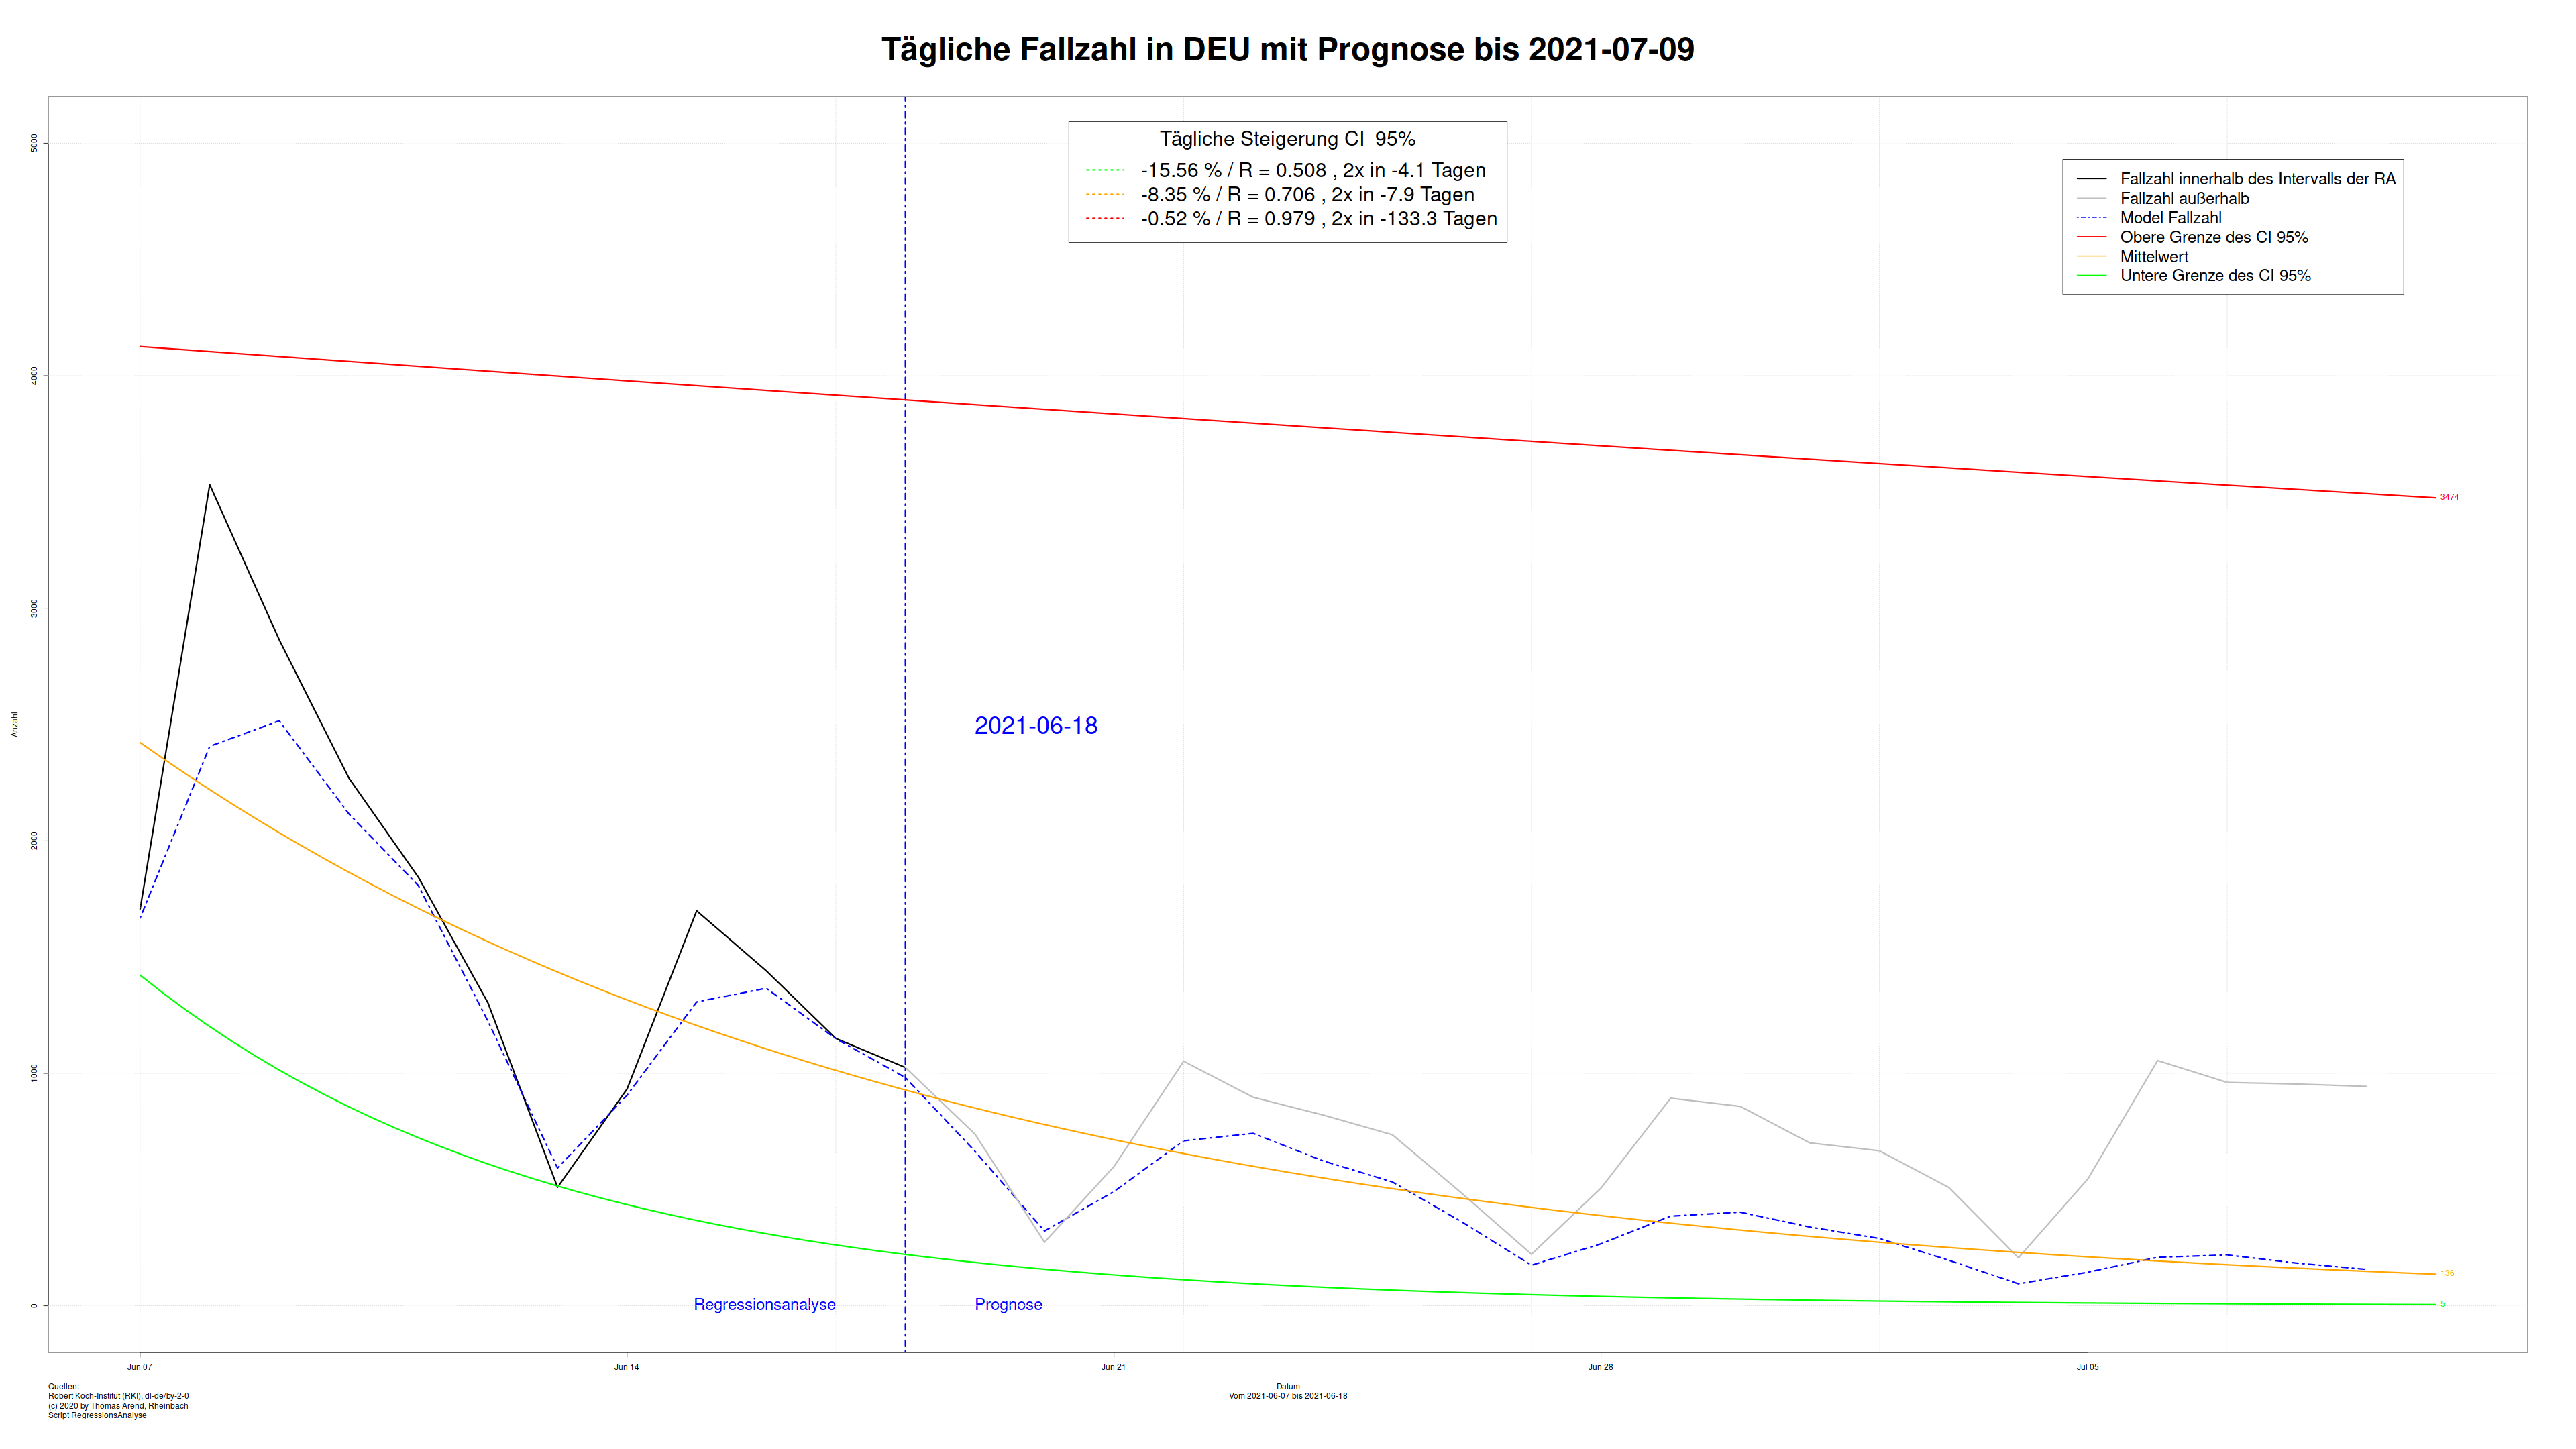 Tägliche Fallzahl in DEU mit Prognose bis 2021-07-09
Tägliche Steigerung CI  95%
-15.56 % / R = 0.508 , 2x in -4.1 Tagen
-8.35 % / R = 0.706 , 2x in -7.9 Tagen
-0.52 % / R = 0.979 , 2x in -133.3 Tagen
Fallzahl innerhalb des Intervalls der RA
Fallzahl außerhalb
Model Fallzahl
Obere Grenze des CI 95%
Mittelwert
Untere Grenze des CI 95%
Anzahl
5000
4000
3000
2000
1000
0
3474
136
5
2021-06-18
Regressionsanalyse
Prognose
Jun 07
Jun 14
Jun 21
Jun 28
Jul 05
Datum
Vom 2021-06-07 bis 2021-06-18
Quellen:
Robert Koch-Institut (RKI), dl-de/by-2-0
(c) 2020 by Thomas Arend, Rheinbach
Script RegressionsAnalyse